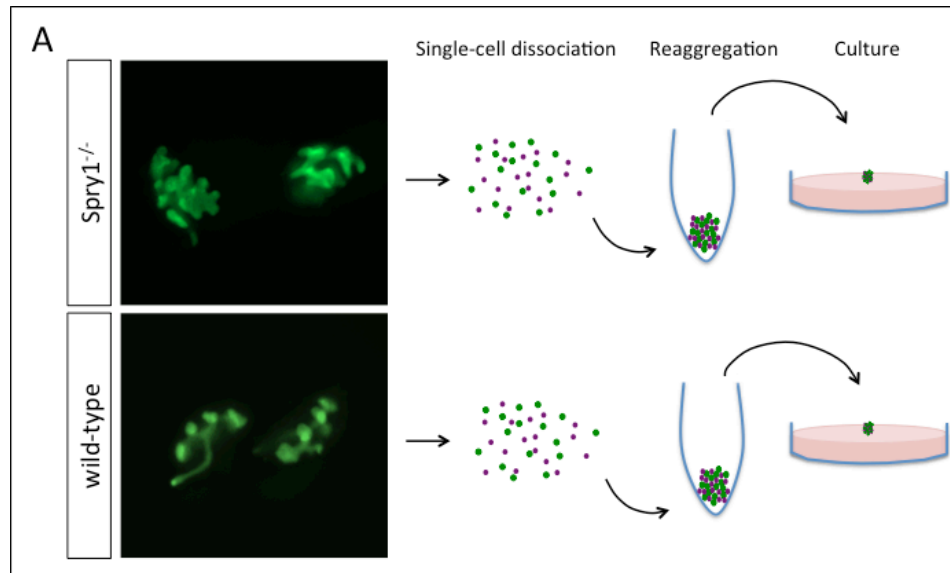 A
Single-cell dissociation
Reaggregation
Culture
Spry1-/-
wild-type